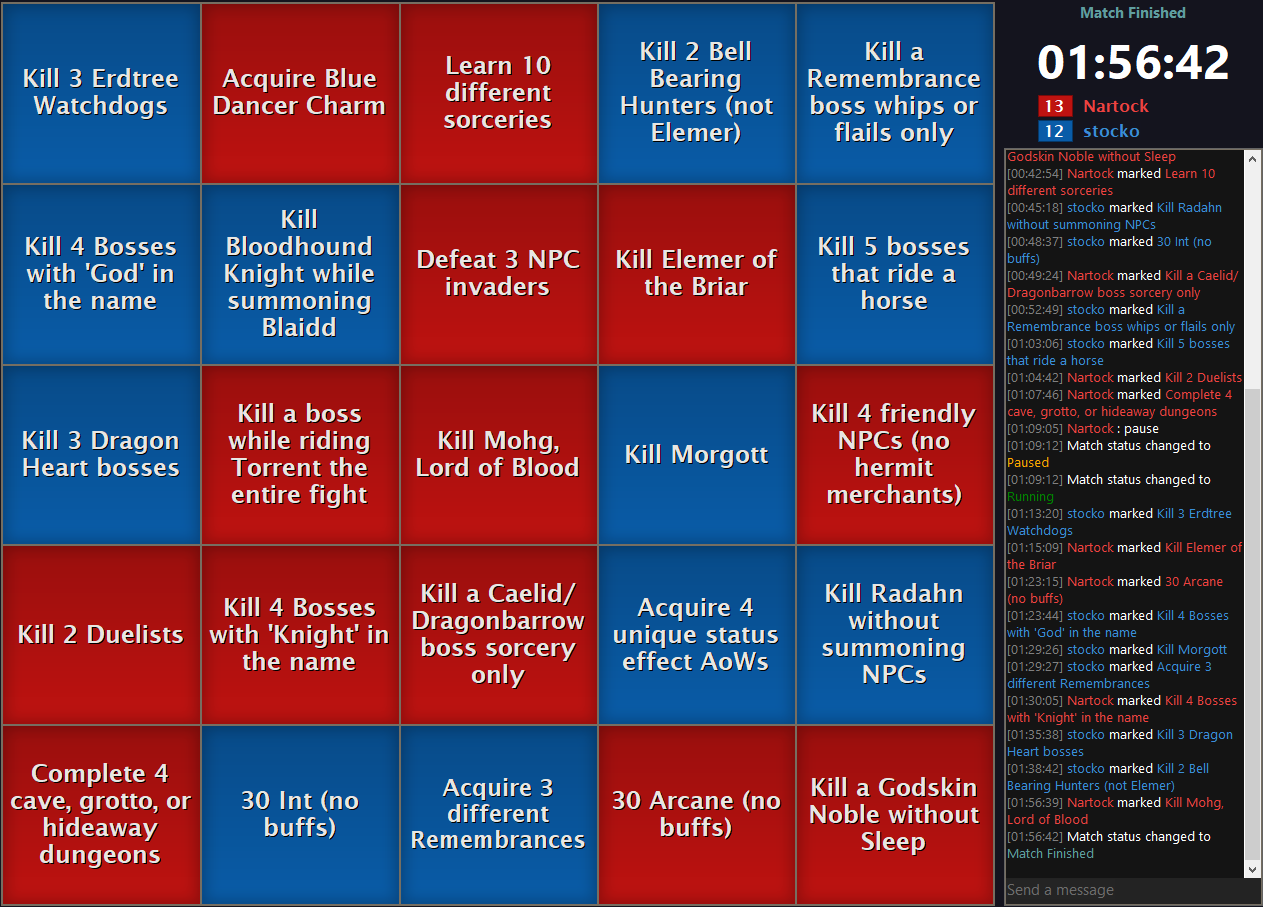 Kill 3 Erdtree
Watchdogs
Acquire Blue
Dancer Charm
Learn 10
different
sorceries
Kill 2 Bell
Bearing
Hunters (not
Elemer)
Kill a
Remembrance
boss whips or
flails only
Kill 4 Bosses
with 'God' in
the name
Kill
Bloodhound
Knight while
summoning
Blaidd
Defeat 3 NPC
invaders
Kill Elemer of
the Briar
Kill 5 bosses
that ride a
horse
Kill 3 Dragon
Heart bosses
Kill a boss
while riding
Torrent the
entire fight
Kill Mohg,
Lord of Blood
Kill Morgott
Kill 4 friendly
NPCs (no
hermit
merchants)
Kill 2 Duelists
Kill 4 Bosses
with 'Knight' in
the name
Kill a Caelid/
Dragonbarrow
boss sorcery
only
Acquire 4
unique status
effect AoWs
Kill Radahn
without
summoning
NPCs
Complete 4
cave, grotto, or
hideaway
dungeons
30 Int (no
buffs)
Acquire 3
different
Remembrances
30 Arcane (no
buffs)
Kill a Godskin
Noble without
Sleep
Match Finished
01:56:42
13 Nartock
12 stocko
Godskin Noble without Sleep
[00:42:54] Nartock marked Learn 10
different sorceries
[00:45:18] stocko marked Kill Radahn
without summoning NPCs
[00:48:37] stocko marked 30 Int (no
buffs)
[00:49:24] Nartock marked Kill a Caelid/
Dragonbarrow boss sorcery only
[00:52:49] stocko marked Kill a
Remembrance boss whips or flails only
[01:03:06] stocko marked Kill 5 bosses
that ride a horse
[01:04:42] Nartock marked Kill 2 Duelists
[01:07:46] Nartock marked Complete 4
cave, grotto, or hideaway dungeons
[01:09:05] Nartock : pause
[01:09:12] Match status changed to
Paused
[01:09:12] Match status changed to
Running
[01:13:20] stocko marked Kill 3 Erdtree
Watchdogs
[01:15:09] Nartock marked Kill Elemer of
the Briar
[01:23:15] Nartock marked 30 Arcane
(no buffs)
[01:23:44] stocko marked Kill 4 Bosses
with 'God' in the name
[01:29:26] stocko marked Kill Morgott
[01:29:27] stocko marked Acquire 3
different Remembrances
[01:30:05] Nartock marked Kill 4 Bosses
with 'Knight' in the name
[01:35:38] stocko marked Kill 3 Dragon
Heart bosses
[01:38:42] stocko marked Kill 2 Bell
Bearing Hunters (not Elemer)
[01:56:39] Nartock marked Kill Mohg,
Lord of Blood
[01:56:42] Match status changed to
Match Finished
Send a message